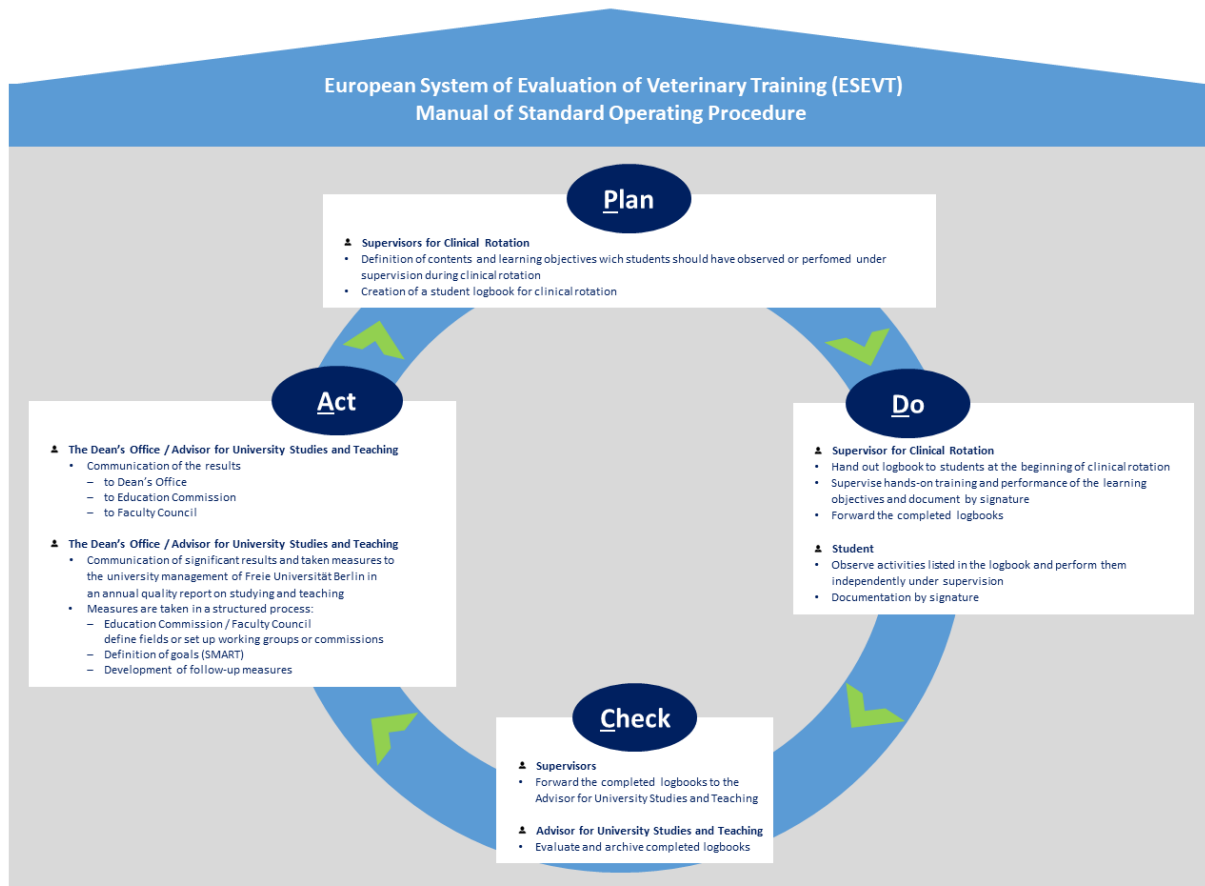 European System of Evaluation of Veterinary Training (ESEVT)
Manual of Standard Operating Procedure
Plan
Supervisors for Clinical Rotation
• Definition of contents and learning objectives wich students should have observed or perfomed under
supervision during clinical rotation
• Creation of a student logbook for clinical rotation
Do
Supervisor for Clinical Rotation
• Hand out logbook to students at the beginning of clinical rotation
• Supervise hands-on training and performance of the learning
objectives and document by signature
• Forward the completed logbooks
Student
• Observe activities listed in the logbook and perform them
independently under supervision
• Documentation by signature
Check
Supervisors
• Forward the completed logbooks to the
Advisor for University Studies and Teaching
Advisor for University Studies and Teaching
• Evaluate and archive completed logbooks
Act
The Dean's Office / Advisor for University Studies and Teaching
• Communication of the results
– to Dean's Office
– to Education Commission
– to Faculty Council
The Dean's Office / Advisor for University Studies and Teaching
• Communication of significant results and taken measures to
the university management of Freie Universität Berlin in
an annual quality report on studying and teaching
• Measures are taken in a structured process:
– Education Commission / Faculty Council
define fields or set up working groups or commissions
– Definition of goals (SMART)
– Development of follow-up measures